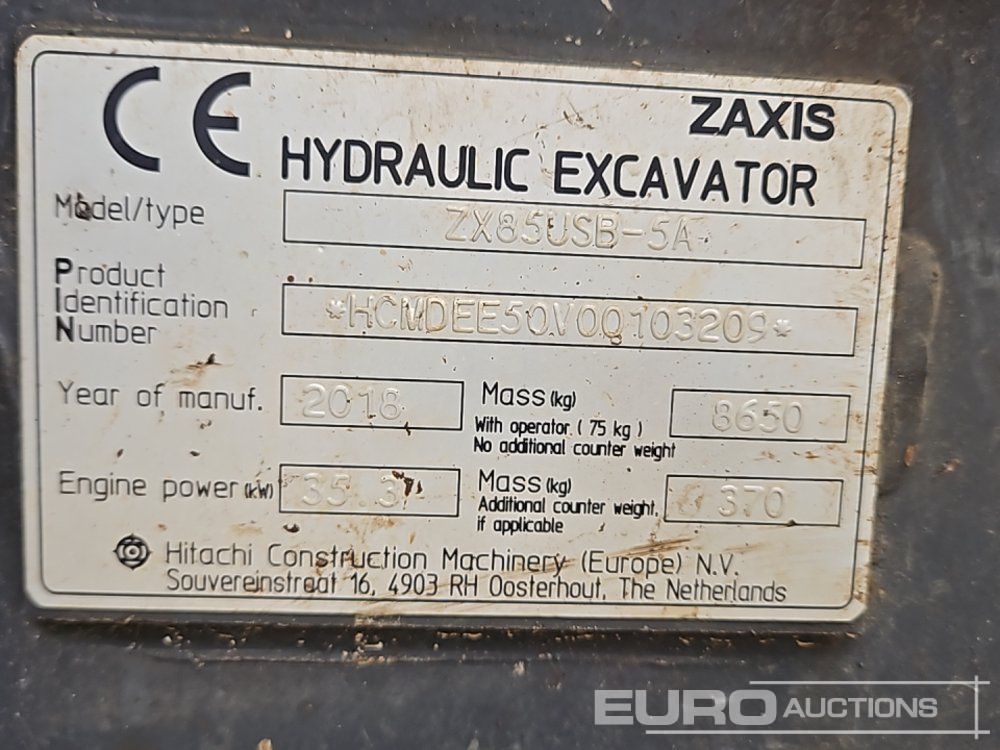 CE
ZAXIS
HYDRAULIC EXCAVATOR
Model/type ZX85USB-5A
Product
Identification
Number *HCMDEE50V00103209*
Year of manuf. 2018 Mass (kg) 8650
With operator. ( 75 kg )
No additional counter weight
Engine power (kW) 35.3 Mass (kg) 370
Additional counter weight,
if applicable
Hitachi Construction Machinery (Europe) N.V.
Souvereinstraat 16, 4903 RH Oosterhout, The Netherlands
EURO AUCTIONS